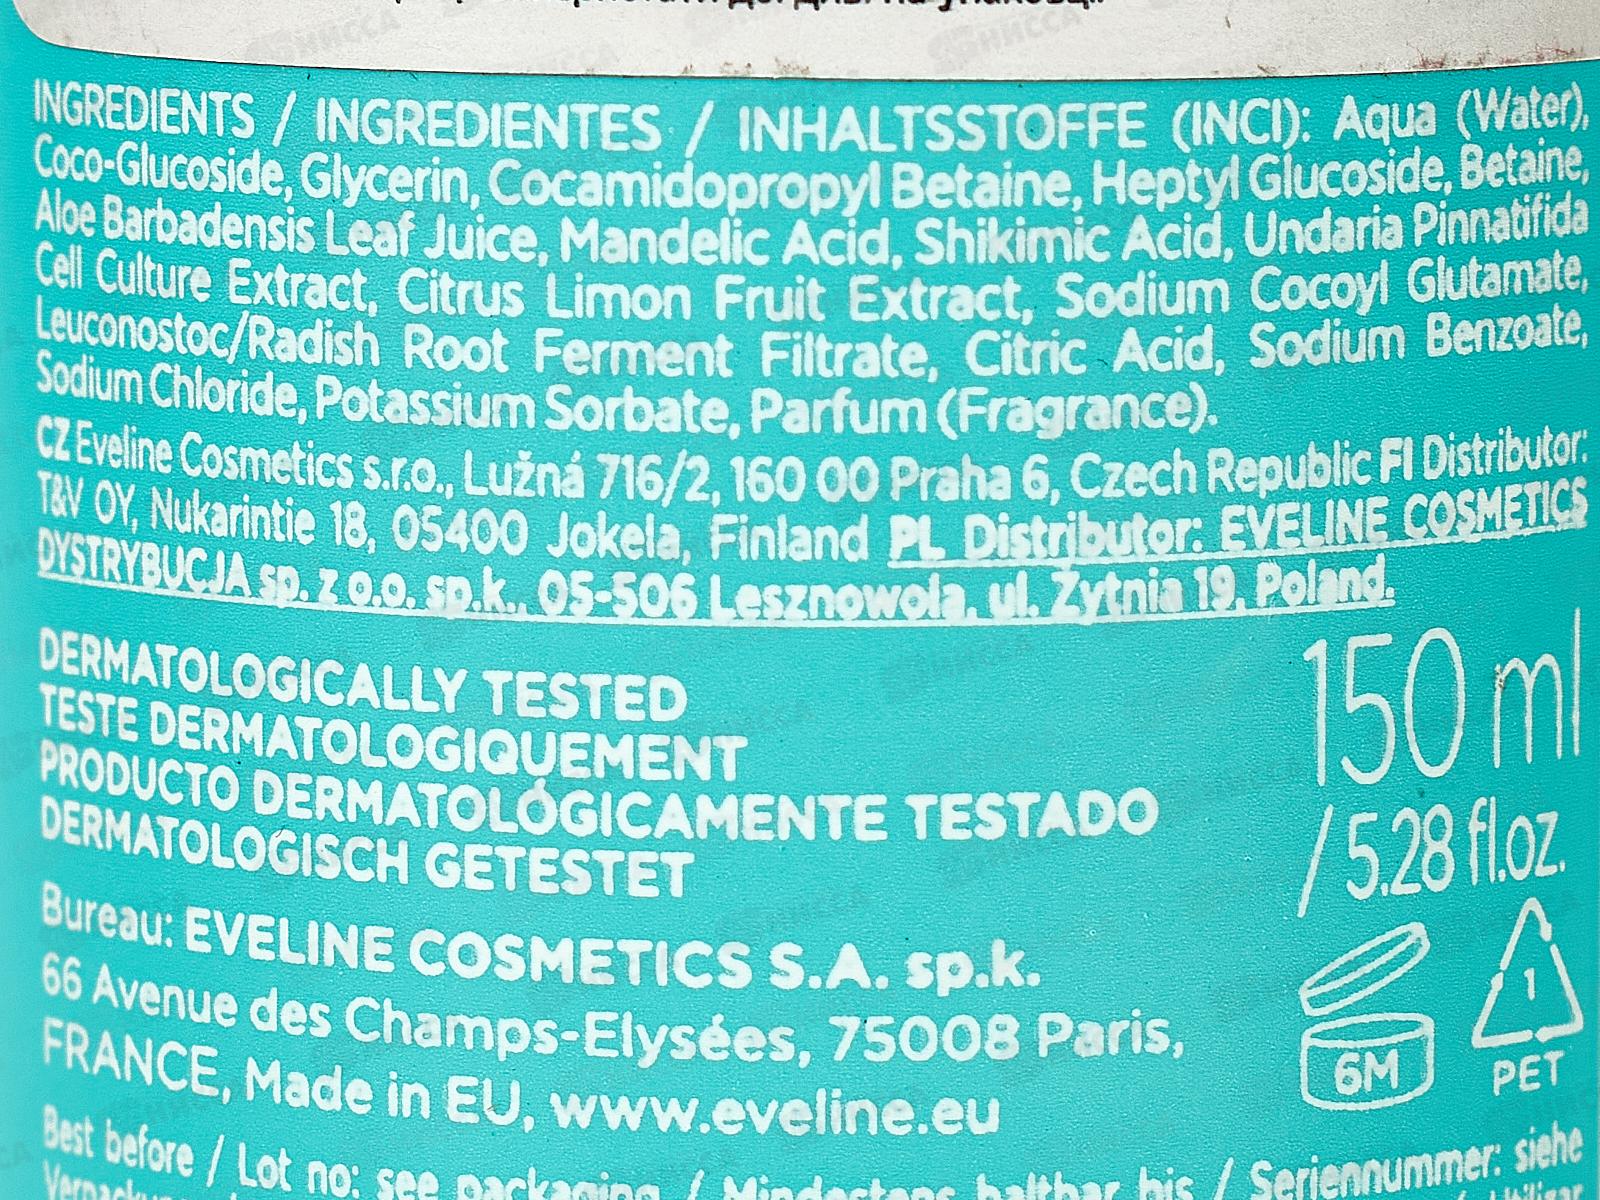 INGREDIENTS / INGREDIENTES / INHALTSSTOFFE (INCI): Aqua (Water),
Coco-Glucoside, Glycerin, Cocamidopropyl Betaine, Heptyl Glucoside, Betaine,
Aloe Barbadensis Leaf Juice, Mandelic Acid, Shikimic Acid, Undaria Pinnatifida
Cell Culture Extract, Citrus Limon Fruit Extract, Sodium Cocoyl Glutamate,
Leuconostoc/Radish Root Ferment Filtrate, Citric Acid, Sodium Benzoate,
Sodium Chloride, Potassium Sorbate, Parfum (Fragrance).
CZ Eveline Cosmetics s.r.o., Lužná 716/2, 160 00 Praha 6, Czech Republic FI Distributor:
T&V OY, Nukarintie 18, 05400 Jokela, Finland PL Distributor: EVELINE COSMETICS
DYSTRYBUCJA sp. z o.o. sp.k., 05-506 Lesznowola, ul. Żytnia 19, Poland.
DERMATOLOGICALLY TESTED
TESTE DERMATOLOGIQUEMENT
PRODUCTO DERMATOLÓGICAMENTE TESTADO
DERMATOLOGISCH GETESTET
150 ml
/ 5.28 fl.oz.
Bureau: EVELINE COSMETICS S.A. sp.k.
66 Avenue des Champs-Elysées, 75008 Paris,
FRANCE, Made in EU, www.eveline.eu
6M
1
PET
Best before / Lot no: see packaging / Mindestens haltbar bis / Seriennummer: siehe